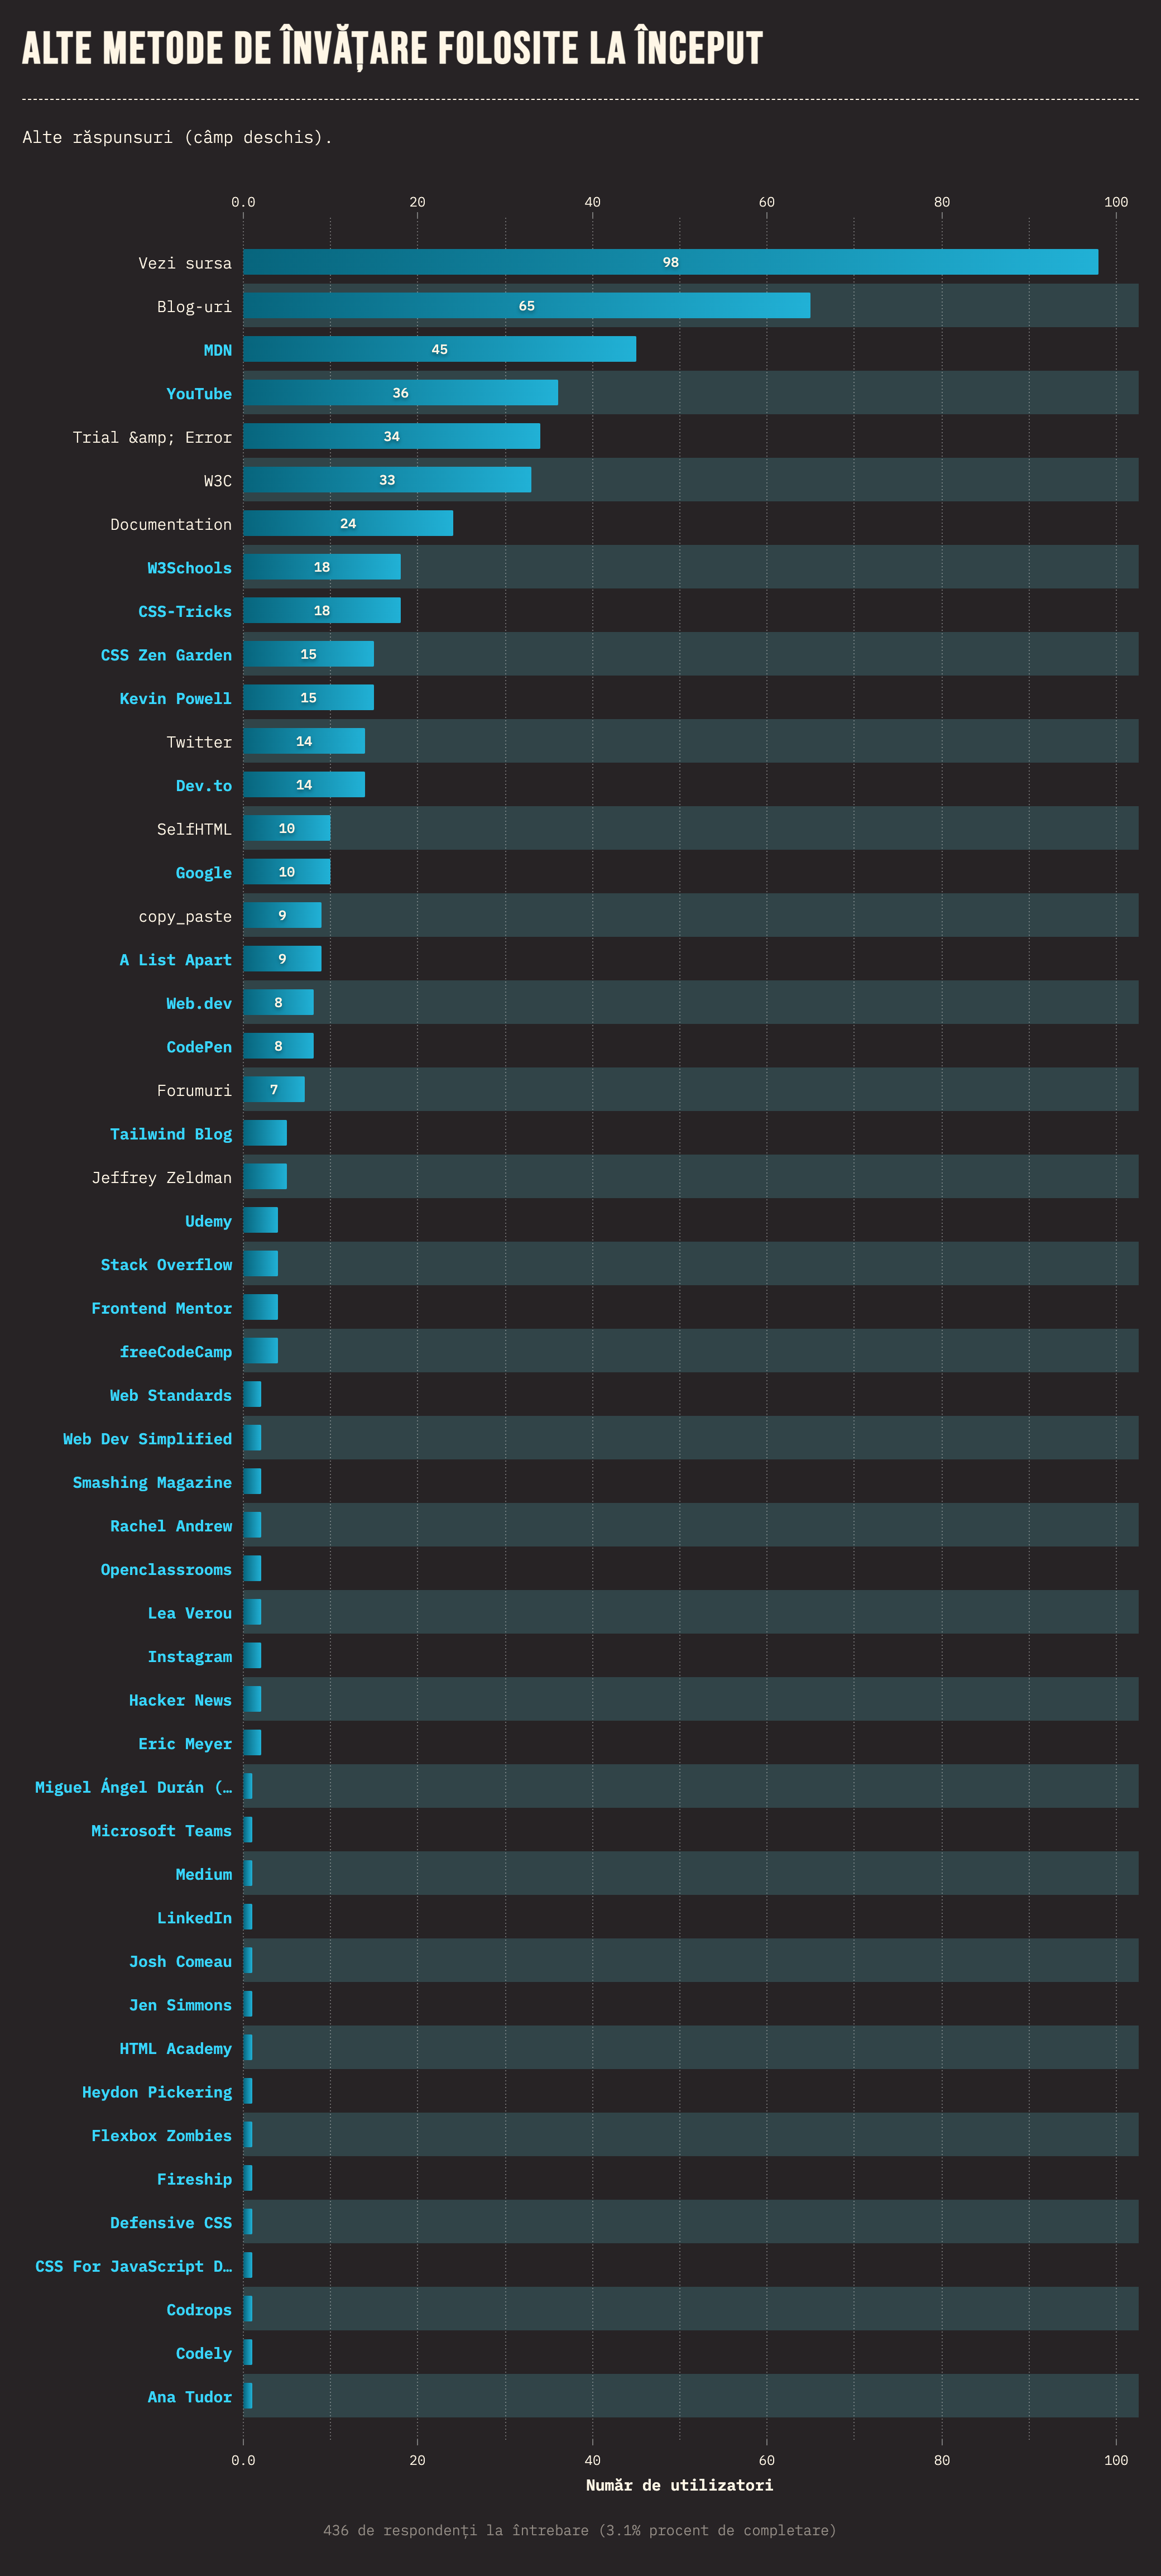 ALTE METODE DE ÎNVĂȚARE FOLOSITE LA ÎNCEPUT
Alte răspunsuri (câmp deschis).
0.0 20 40 60 80 100
Vezi sursa 98
Blog-uri 65
MDN 45
YouTube 36
Trial &amp; Error 34
W3C 33
Documentation 24
W3Schools 18
CSS-Tricks 18
CSS Zen Garden 15
Kevin Powell 15
Twitter 14
Dev.to 14
SelfHTML 10
Google 10
copy_paste 9
A List Apart 9
Web.dev 8
CodePen 8
Forumuri 7
Tailwind Blog
Jeffrey Zeldman
Udemy
Stack Overflow
Frontend Mentor
freeCodeCamp
Web Standards
Web Dev Simplified
Smashing Magazine
Rachel Andrew
Openclassrooms
Lea Verou
Instagram
Hacker News
Eric Meyer
Miguel Ángel Durán (…
Microsoft Teams
Medium
LinkedIn
Josh Comeau
Jen Simmons
HTML Academy
Heydon Pickering
Flexbox Zombies
Fireship
Defensive CSS
CSS For JavaScript D…
Codrops
Codely
Ana Tudor
0.0 20 40 60 80 100
Număr de utilizatori
436 de respondenți la întrebare (3.1% procent de completare)